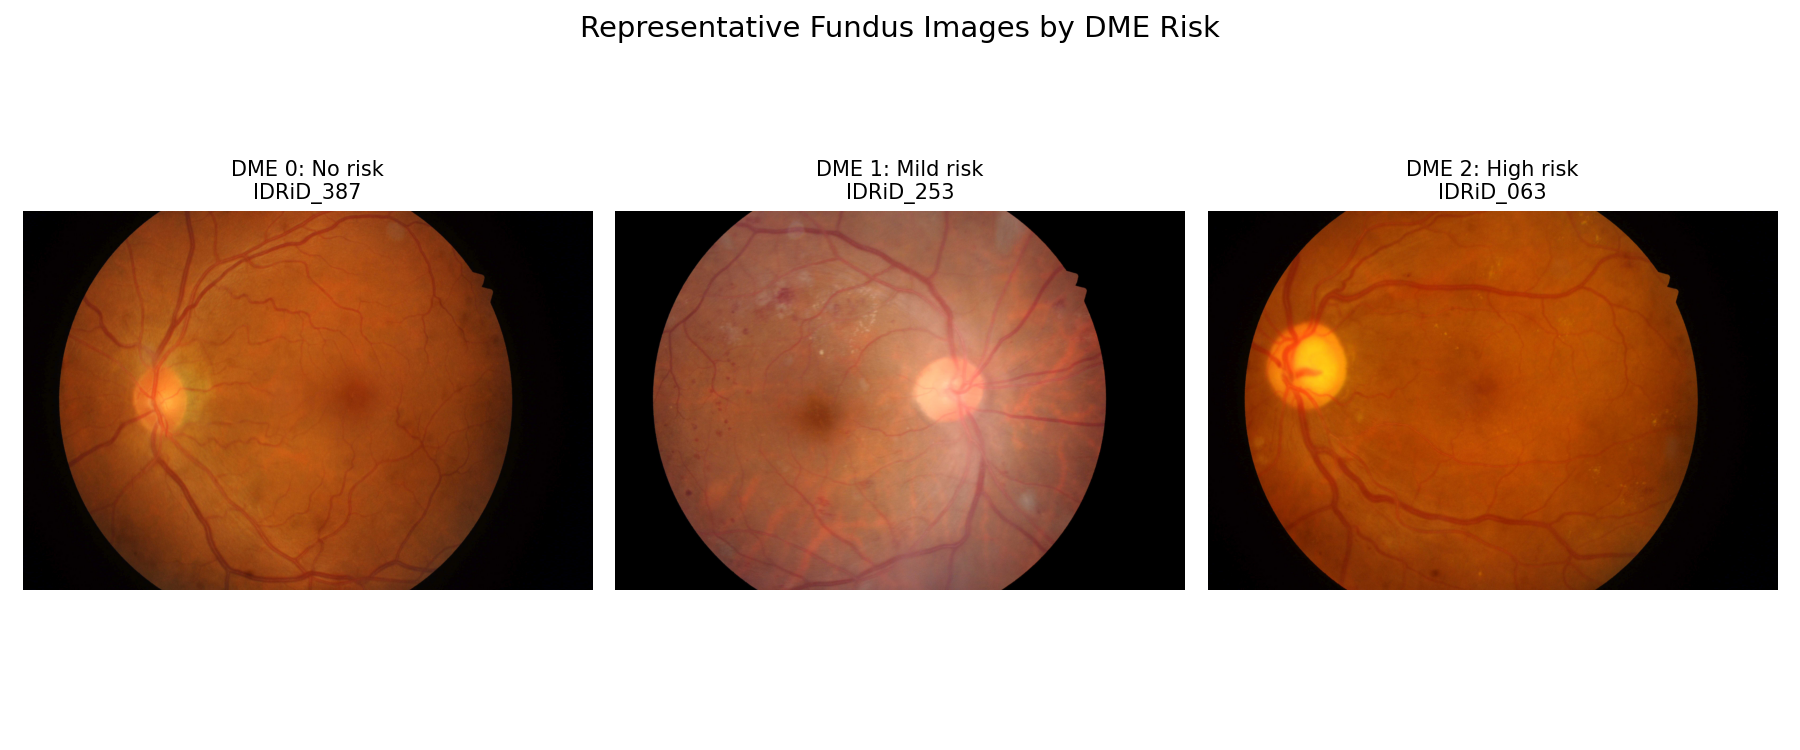 Representative Fundus Images by DME Risk
DME 0: No risk
IDRiD_387
DME 1: Mild risk
IDRiD_253
DME 2: High risk
IDRiD_063